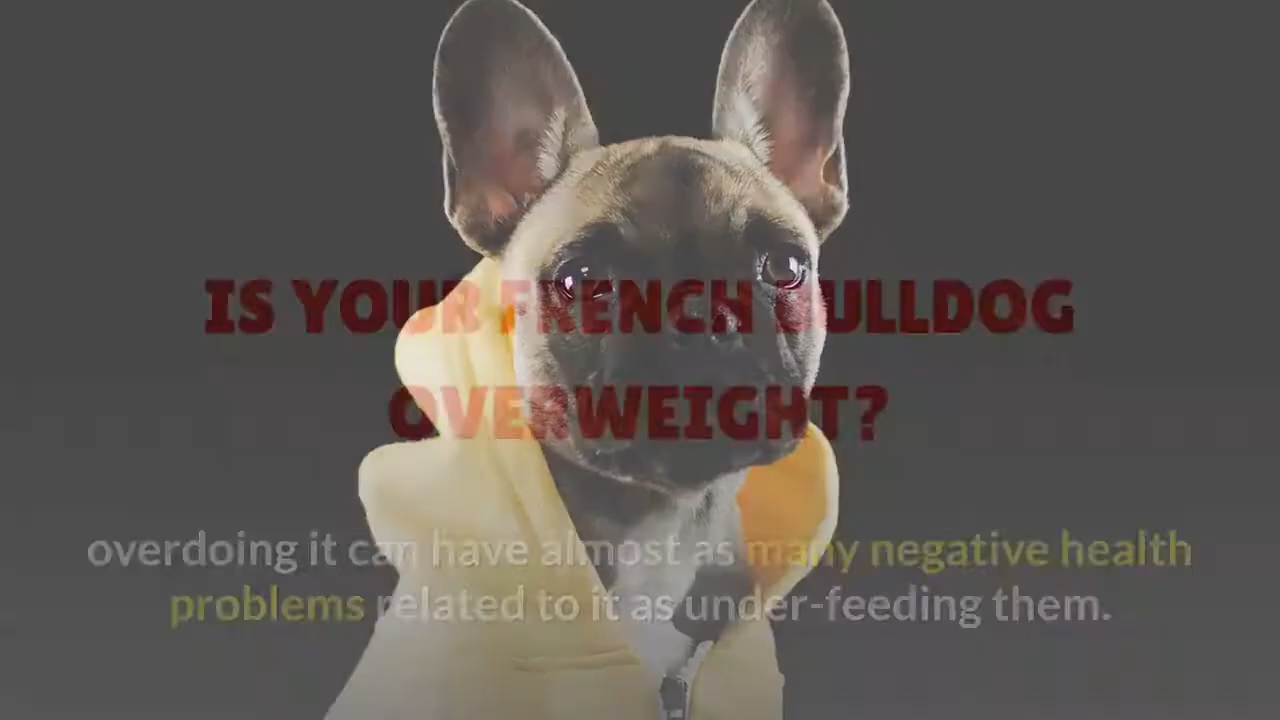 IS YOUR FRENCH BULLDOG
OVERWEIGHT?
overdoing it can have almost as many negative health
problems related to it as under-feeding them.